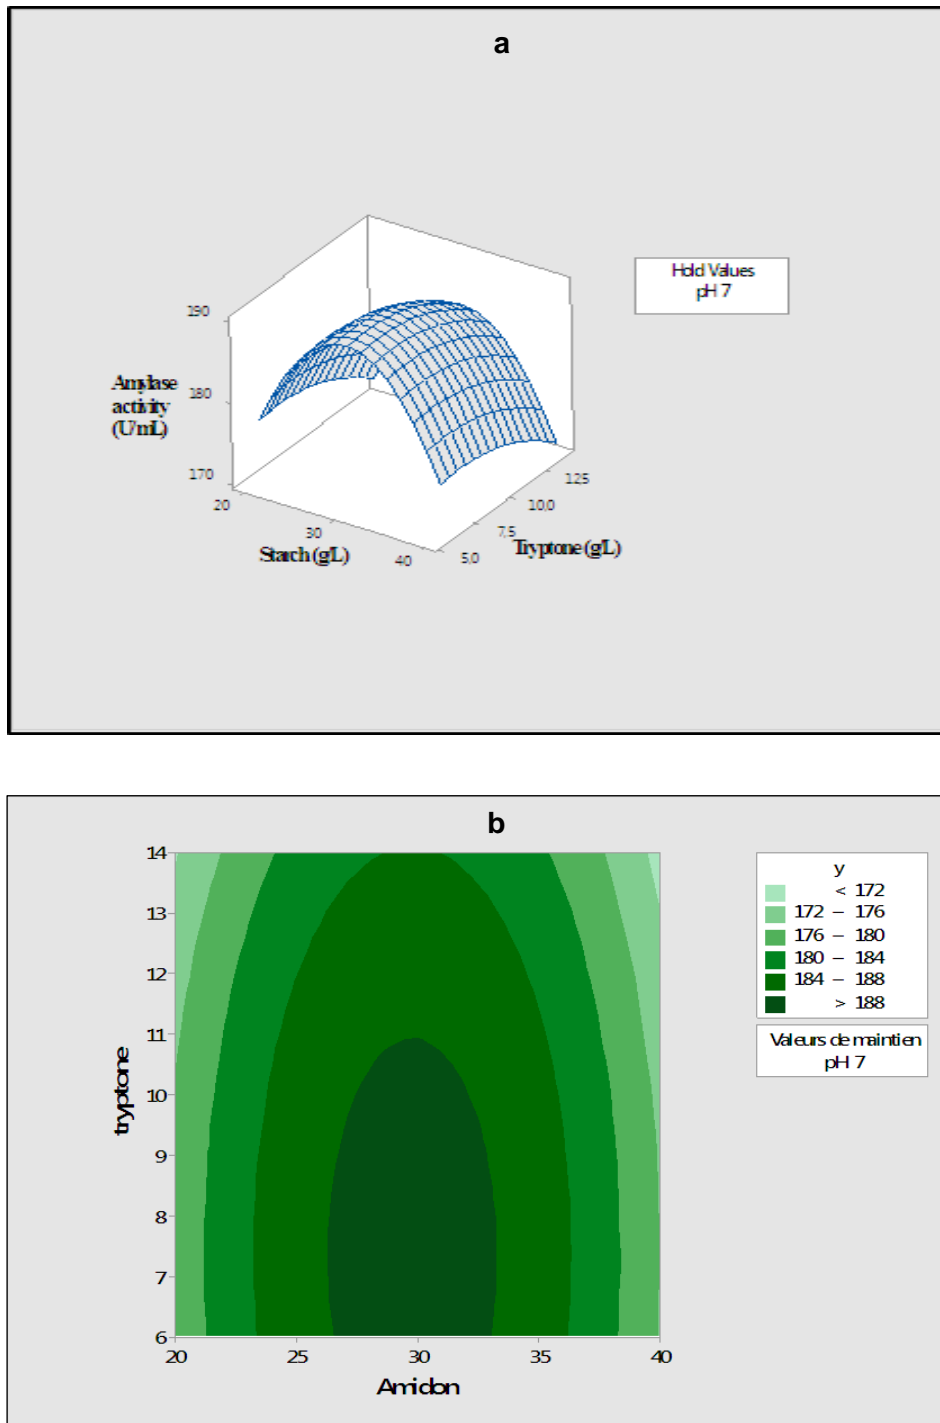 a
Hold Values
pH 7
190
Amylase
activity
(U/mL)
180
170
20
30
40
Starch (g/L)
5,0
7,5
10,0
125
Tryptone (g/L)
b
14
13
12
11
10
9
8
7
6
tryptone
20
25
30
35
40
Amidon
y
< 172
172 – 176
176 – 180
180 – 184
184 – 188
> 188
Valeurs de maintien
pH 7